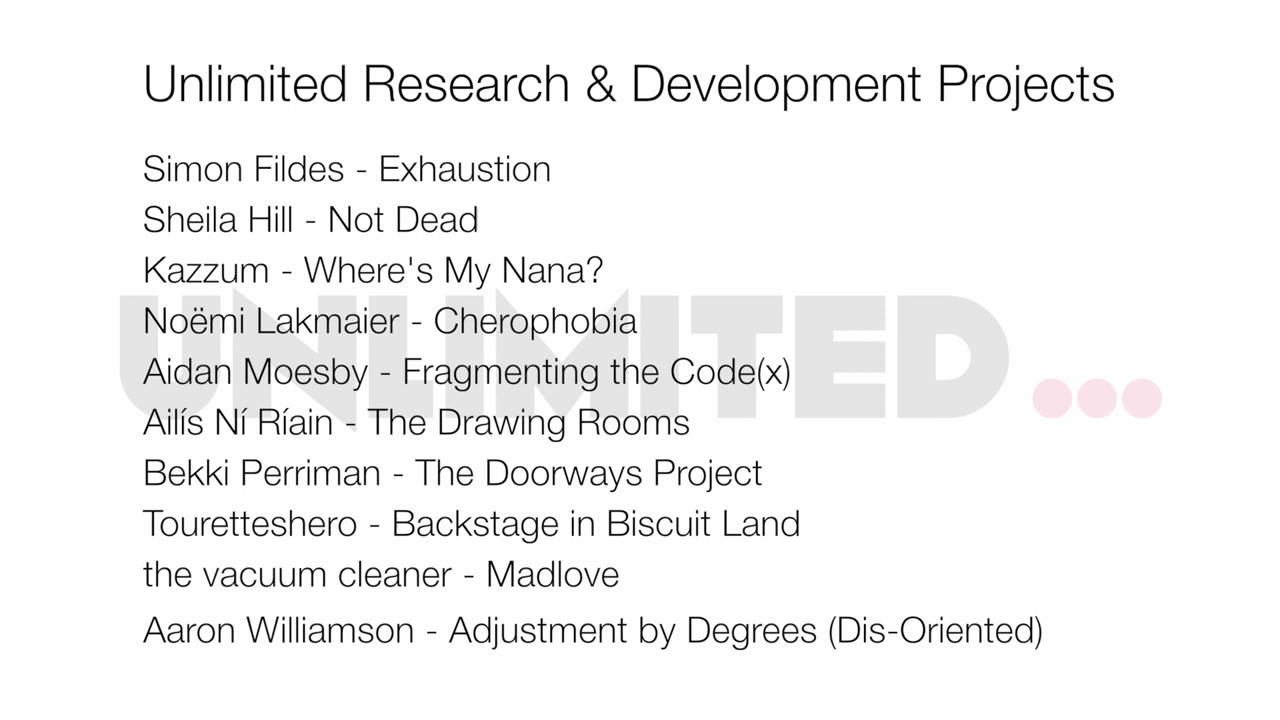 Unlimited Research & Development Projects
Simon Fildes - Exhaustion
Sheila Hill - Not Dead
Kazzum - Where's My Nana?
Noëmi Lakmaier - Cherophobia
Aidan Moesby - Fragmenting the Code(x)
Ailís Ní Ríain - The Drawing Rooms
Bekki Perriman - The Doorways Project
Touretteshero - Backstage in Biscuit Land
the vacuum cleaner - Madlove
Aaron Williamson - Adjustment by Degrees (Dis-Oriented)
UNLIMITED...